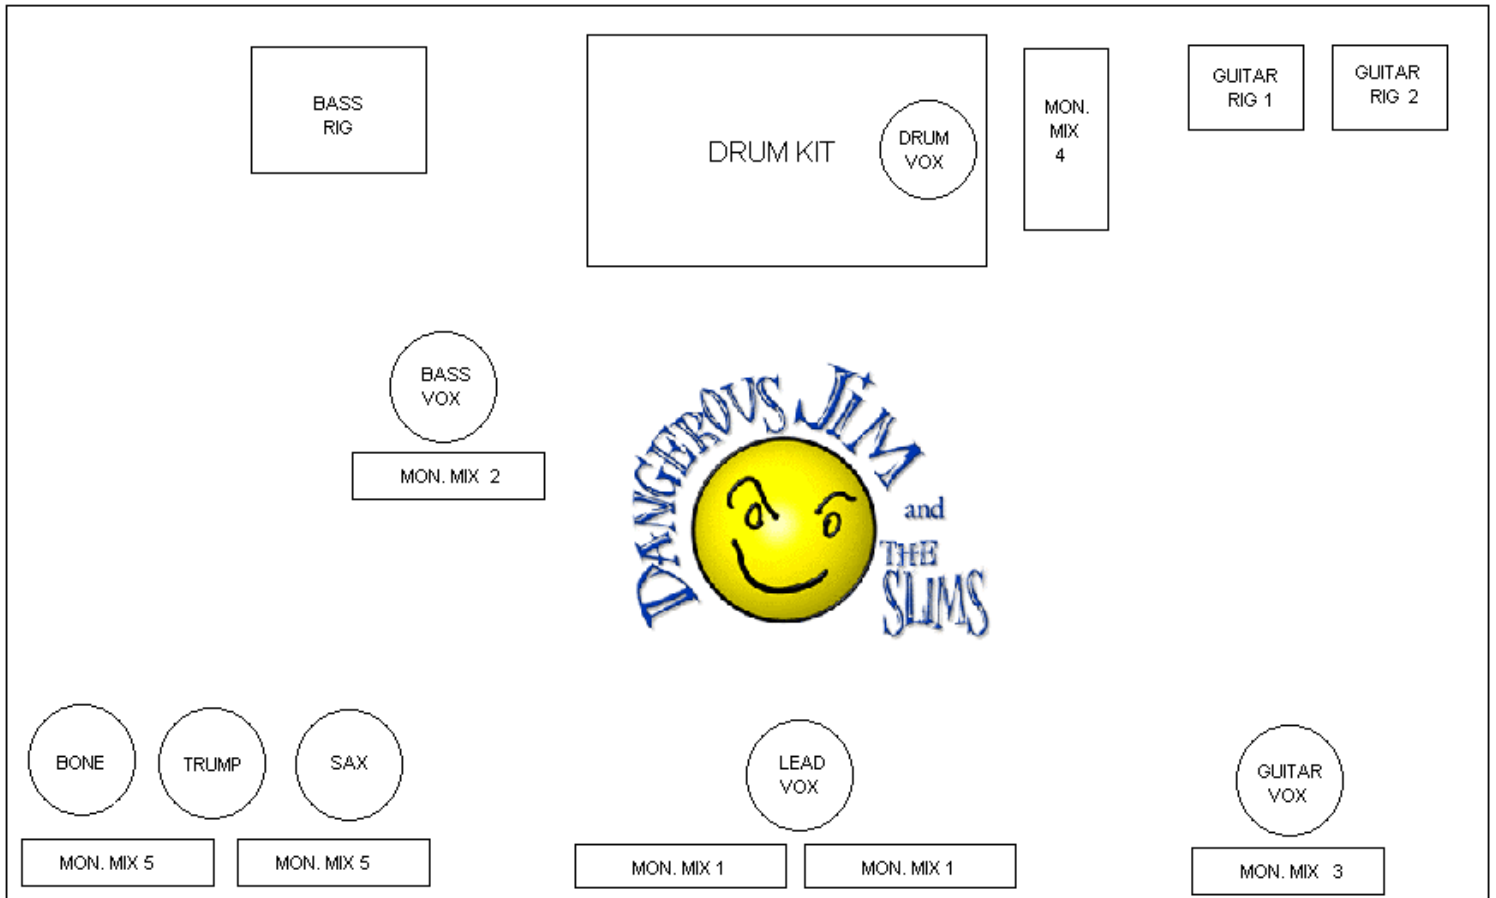 BASS
RIG
DRUM KIT
DRUM
VOX
MON.
MIX
4
GUITAR
RIG 1
GUITAR
RIG 2
BASS
VOX
MON. MIX 2
DANGEROUS JIM
and
THE
SLIMS
BONE
TRUMP
SAX
LEAD
VOX
GUITAR
VOX
MON. MIX 5
MON. MIX 5
MON. MIX 1
MON. MIX 1
MON. MIX 3